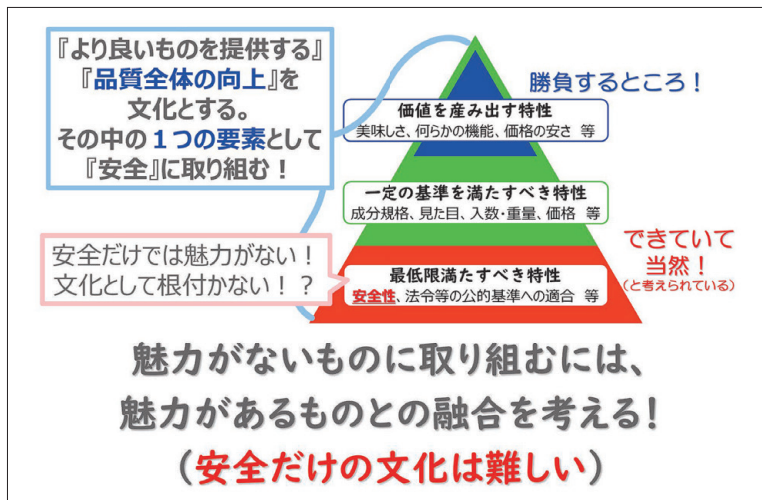 『より良いものを提供する』
『品質全体の向上』を
文化とする。
その中の１つの要素として
『安全』に取り組む！
勝負するところ！
価値を産み出す特性
美味しさ、何らかの機能、価格の安さ 等
一定の基準を満たすべき特性
成分規格、見た目、入数・重量、価格 等
安全だけでは魅力がない！
文化として根付かない！？
できていて
当然！
（と考えられている）
最低限満たすべき特性
安全性、法令等の公的基準への適合 等
魅力がないものに取り組むには、
魅力があるものとの融合を考える！
（安全だけの文化は難しい）